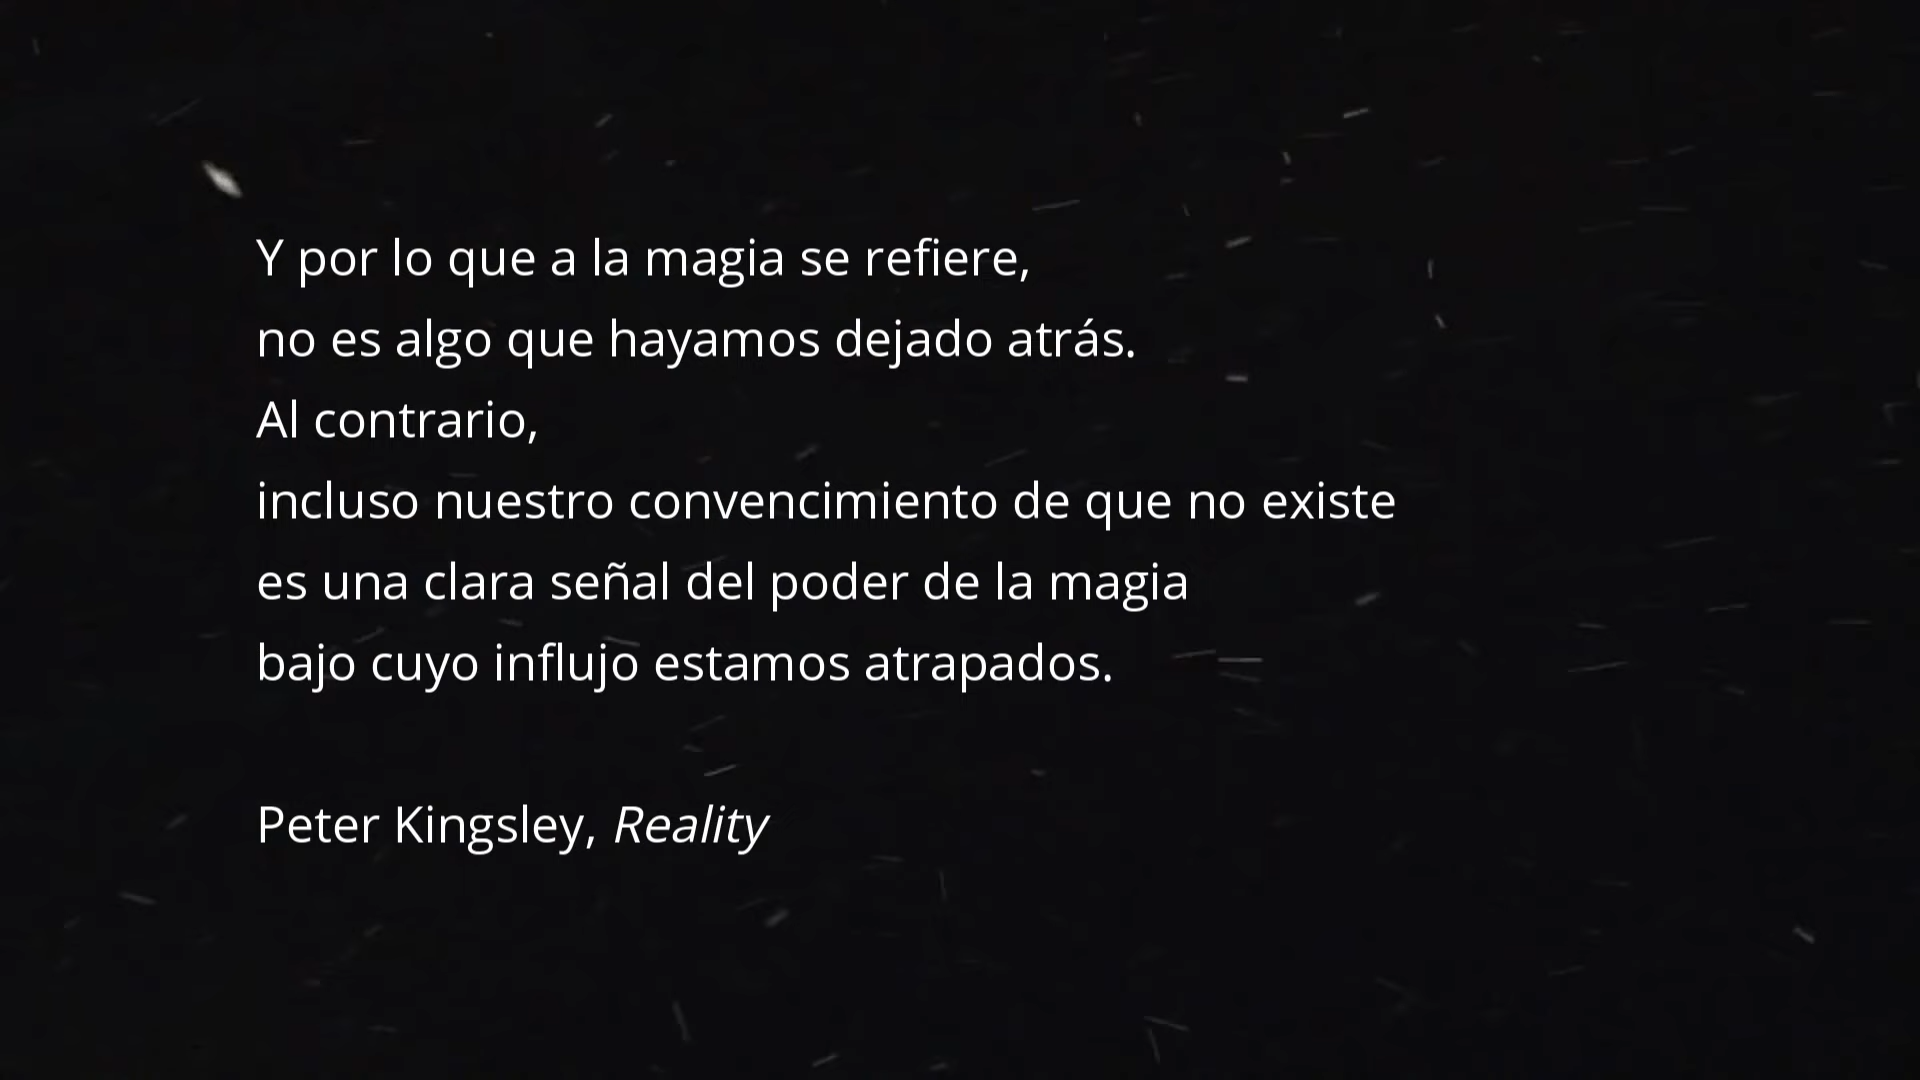 Y por lo que a la magia se refiere,
no es algo que hayamos dejado atrás.
Al contrario,
incluso nuestro convencimiento de que no existe
es una clara señal del poder de la magia
bajo cuyo influjo estamos atrapados.
Peter Kingsley, Reality